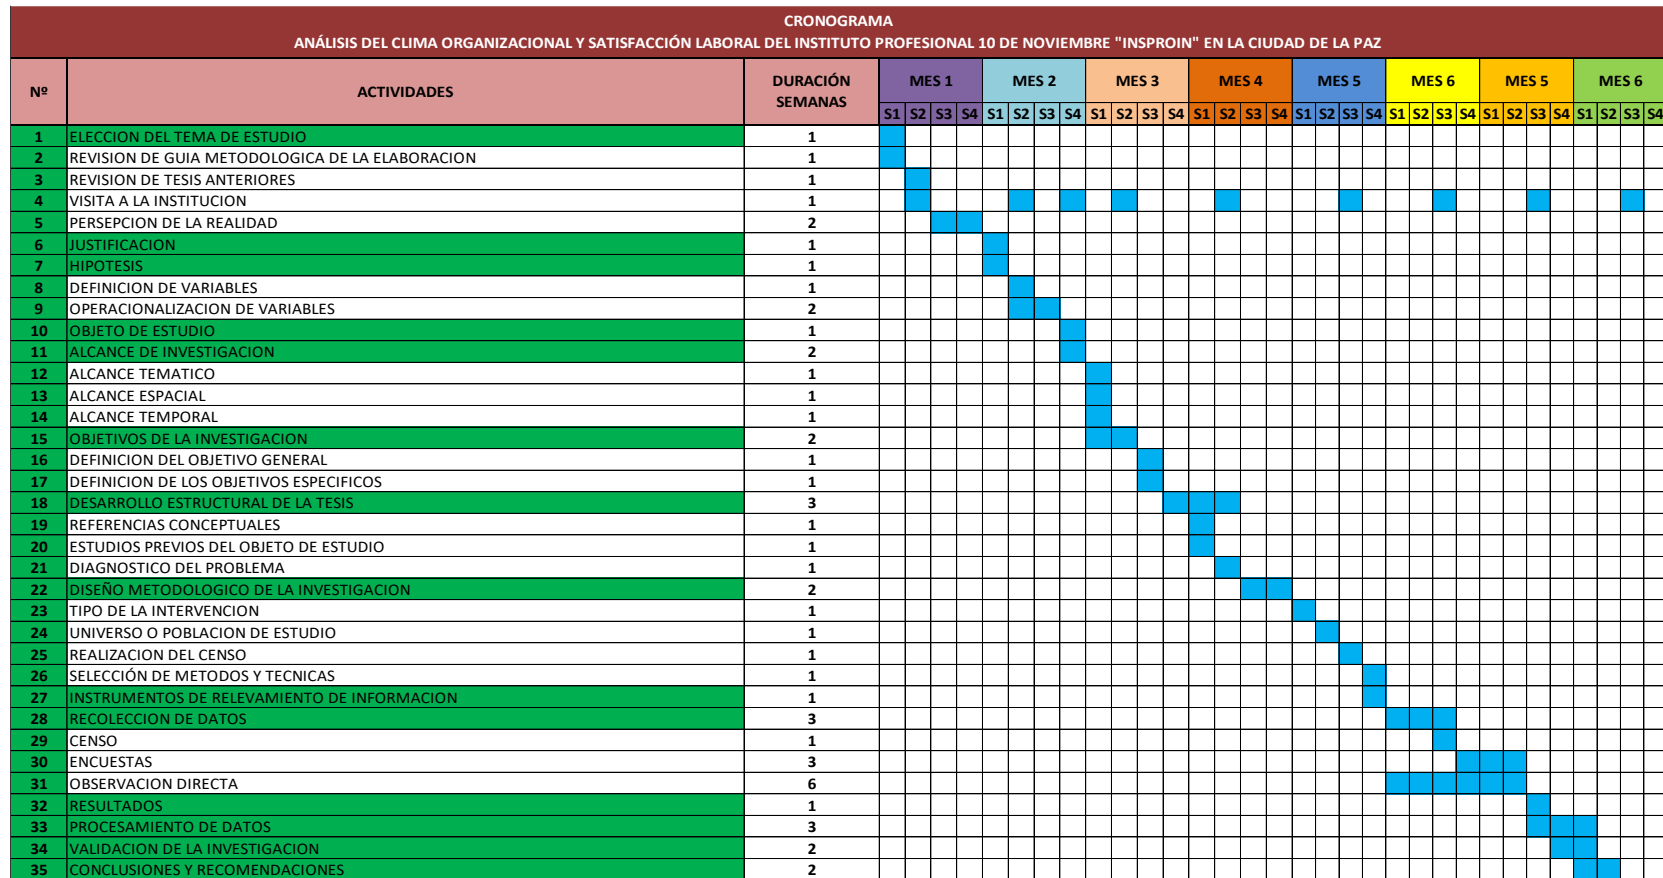 CRONOGRAMA
ANÁLISIS DEL CLIMA ORGANIZACIONAL Y SATISFACCIÓN LABORAL DEL INSTITUTO PROFESIONAL 10 DE NOVIEMBRE "INSPROIN" EN LA CIUDAD DE LA PAZ
Nº ACTIVIDADES DURACIÓN SEMANAS MES 1 MES 2 MES 3 MES 4 MES 5 MES 6 MES 5 MES 6
S1 S2 S3 S4 S1 S2 S3 S4 S1 S2 S3 S4 S1 S2 S3 S4 S1 S2 S3 S4 S1 S2 S3 S4 S1 S2 S3 S4 S1 S2 S3 S4
1 ELECCION DEL TEMA DE ESTUDIO 1
2 REVISION DE GUIA METODOLOGICA DE LA ELABORACION 1
3 REVISION DE TESIS ANTERIORES 1
4 VISITA A LA INSTITUCION 1
5 PERSEPCION DE LA REALIDAD 2
6 JUSTIFICACION 1
7 HIPOTESIS 1
8 DEFINICION DE VARIABLES 1
9 OPERACIONALIZACION DE VARIABLES 2
10 OBJETO DE ESTUDIO 1
11 ALCANCE DE INVESTIGACION 2
12 ALCANCE TEMATICO 1
13 ALCANCE ESPACIAL 1
14 ALCANCE TEMPORAL 1
15 OBJETIVOS DE LA INVESTIGACION 2
16 DEFINICION DEL OBJETIVO GENERAL 1
17 DEFINICION DE LOS OBJETIVOS ESPECIFICOS 1
18 DESARROLLO ESTRUCTURAL DE LA TESIS 3
19 REFERENCIAS CONCEPTUALES 1
20 ESTUDIOS PREVIOS DEL OBJETO DE ESTUDIO 1
21 DIAGNOSTICO DEL PROBLEMA 1
22 DISEÑO METODOLOGICO DE LA INVESTIGACION 2
23 TIPO DE LA INTERVENCION 1
24 UNIVERSO O POBLACION DE ESTUDIO 1
25 REALIZACION DEL CENSO 1
26 SELECCIÓN DE METODOS Y TECNICAS 1
27 INSTRUMENTOS DE RELEVAMIENTO DE INFORMACION 1
28 RECOLECCION DE DATOS 3
29 CENSO 1
30 ENCUESTAS 3
31 OBSERVACION DIRECTA 6
32 RESULTADOS 1
33 PROCESAMIENTO DE DATOS 3
34 VALIDACION DE LA INVESTIGACION 2
35 CONCLUSIONES Y RECOMENDACIONES 2